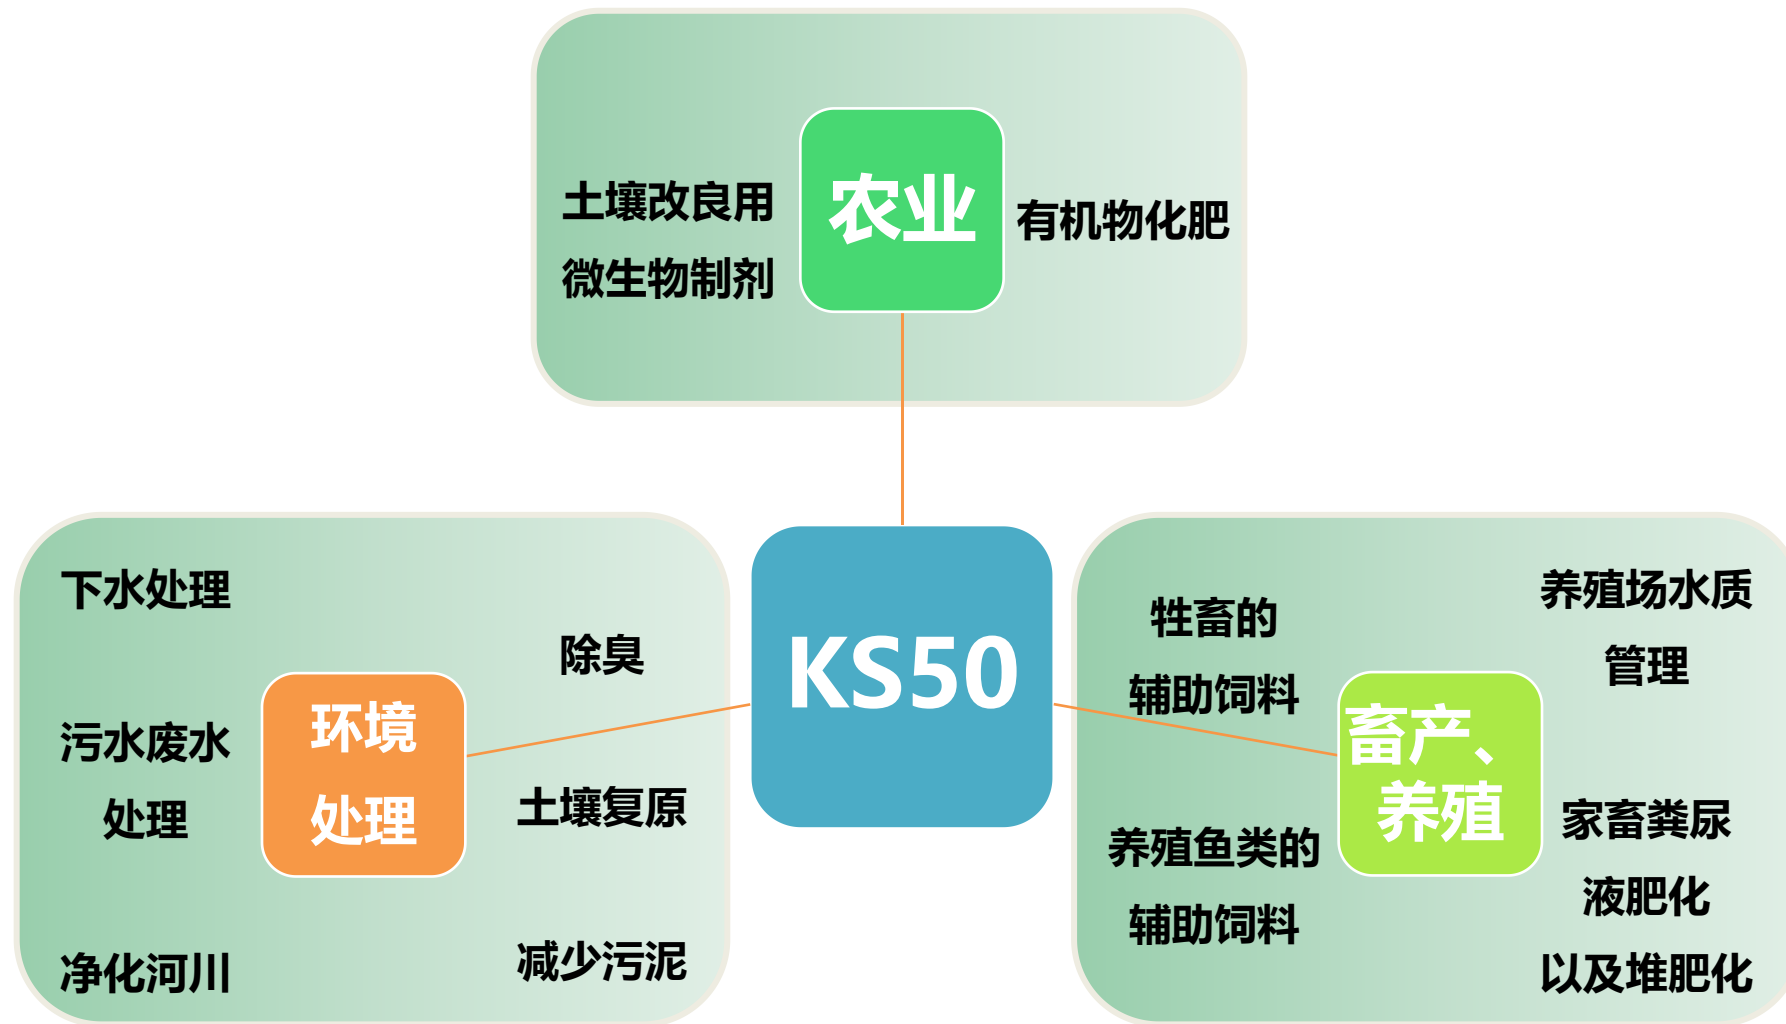 农业
土壤改良用
微生物制剂
有机物化肥
KS50
环境
处理
下水处理
污水废水
处理
净化河川
除臭
土壤复原
减少污泥
畜产、
养殖
牲畜的
辅助饲料
养殖鱼类的
辅助饲料
养殖场水质
管理
家畜粪尿
液肥化
以及堆肥化